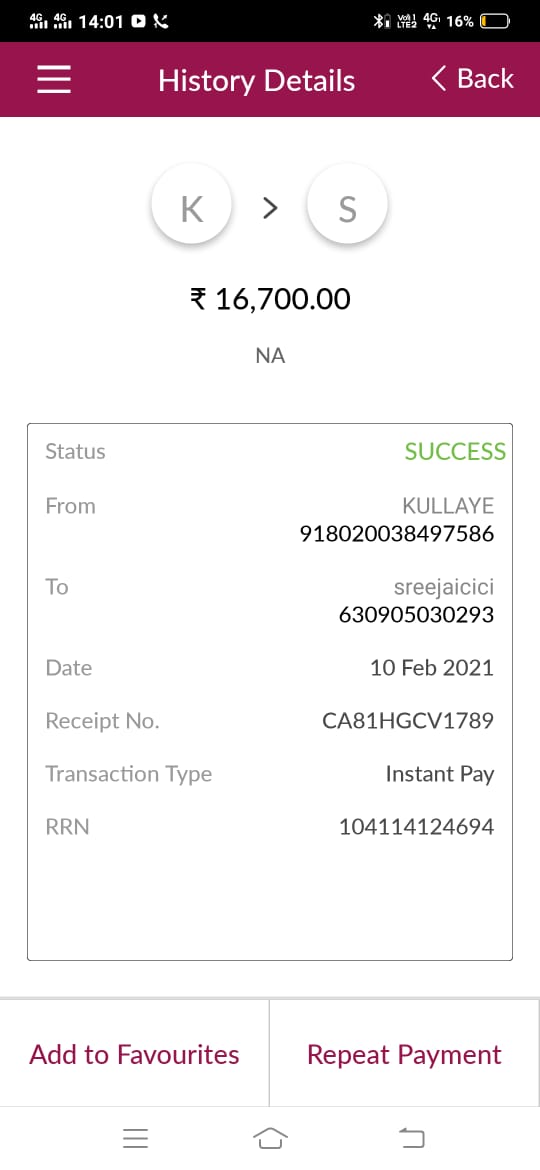 4G 4G 14:01 4G 16%
History Details
Back
K > S
₹ 16,700.00
NA
Status SUCCESS
From KULLAYE
918020038497586
To sreejaicici
630905030293
Date 10 Feb 2021
Receipt No. CA81HGCV1789
Transaction Type Instant Pay
RRN 104114124694
Add to Favourites Repeat Payment